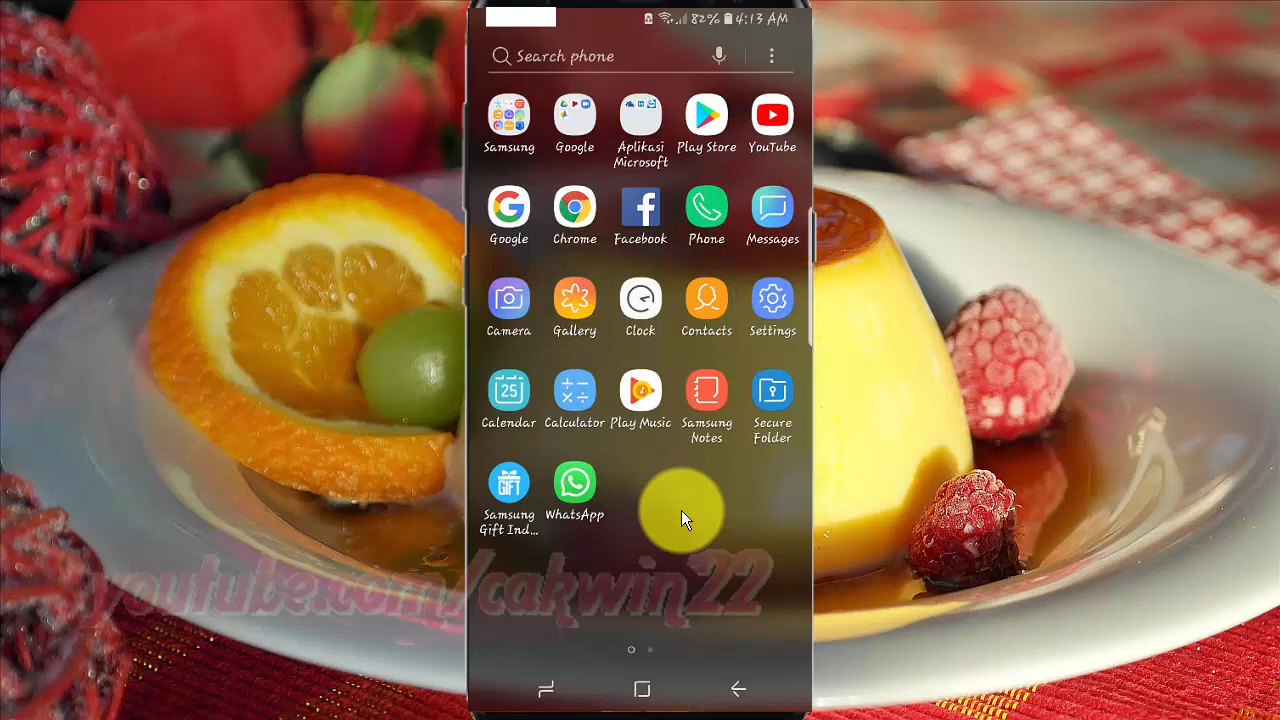 82% 4:13 AM
Search phone
Samsung Google Aplikasi Microsoft Play Store YouTube
Google Chrome Facebook Phone Messages
Camera Gallery Clock Contacts Settings
25
Calendar Calculator Play Music Samsung Notes Secure Folder
GIFT
Samsung Gift Ind... WhatsApp
youtube.com/cakwin22